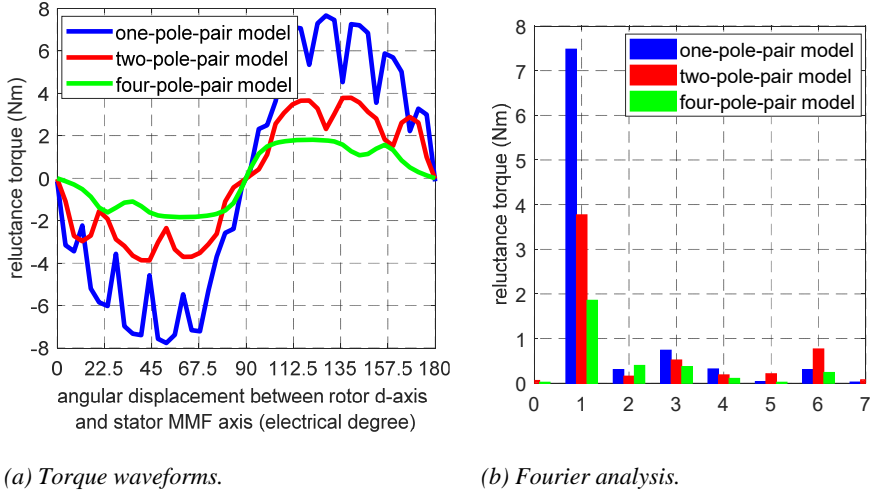 8
6
4
2
0
-2
-4
-6
-8
reluctance torque (Nm)
one-pole-pair model
two-pole-pair model
four-pole-pair model
0 22.5 45 67.5 90 112.5 135 157.5 180
angular displacement between rotor d-axis
and stator MMF axis (electrical degree)
(a) Torque waveforms.
8
7
6
5
4
3
2
1
0
reluctance torque (Nm)
one-pole-pair model
two-pole-pair model
four-pole-pair model
0 1 2 3 4 5 6 7
(b) Fourier analysis.